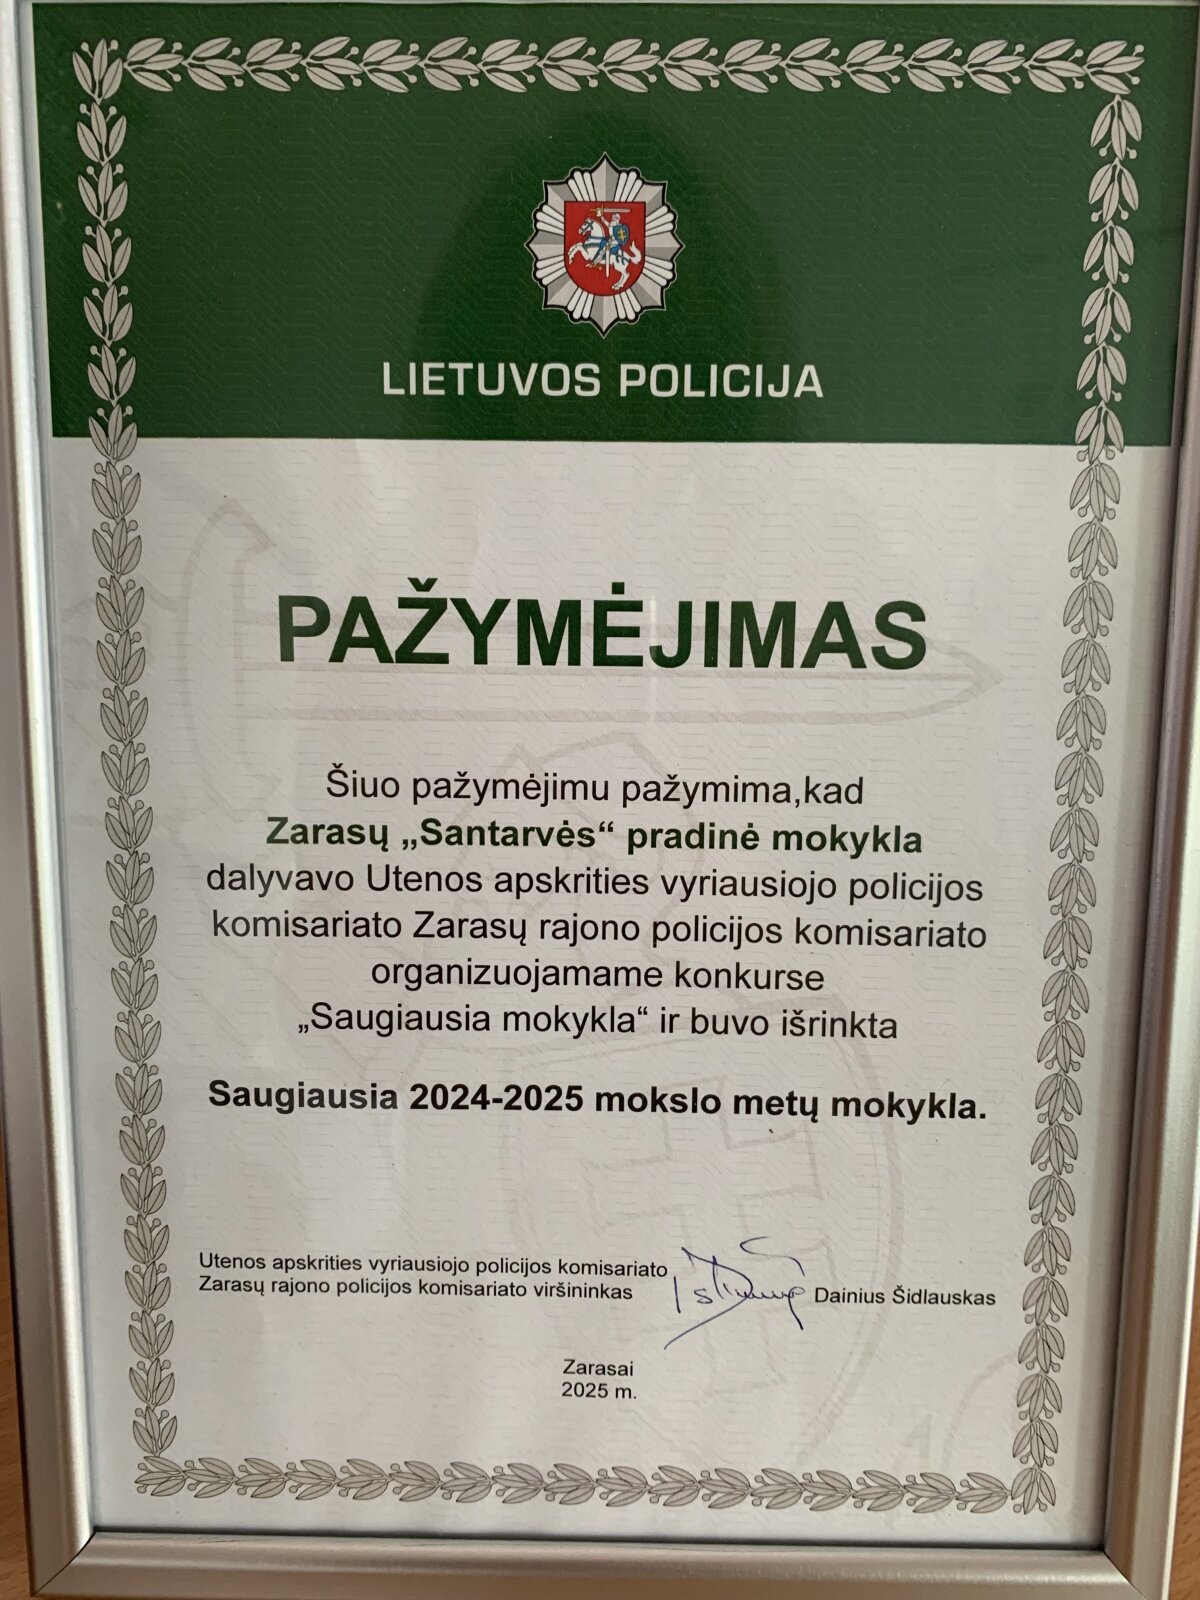 LIETUVOS POLICIJA
PAŽYMĖJIMAS
Šiuo pažymėjimu pažymima,kad
Zarasų „Santarvės“ pradinė mokykla
dalyvavo Utenos apskrities vyriausiojo policijos
komisariato Zarasų rajono policijos komisariato
organizuojamame konkurse
„Saugiausia mokykla“ ir buvo išrinkta
Saugiausia 2024-2025 mokslo metų mokykla.
Utenos apskrities vyriausiojo policijos komisariato
Zarasų rajono policijos komisariato viršininkas
Dainius Šidlauskas
Zarasai
2025 m.